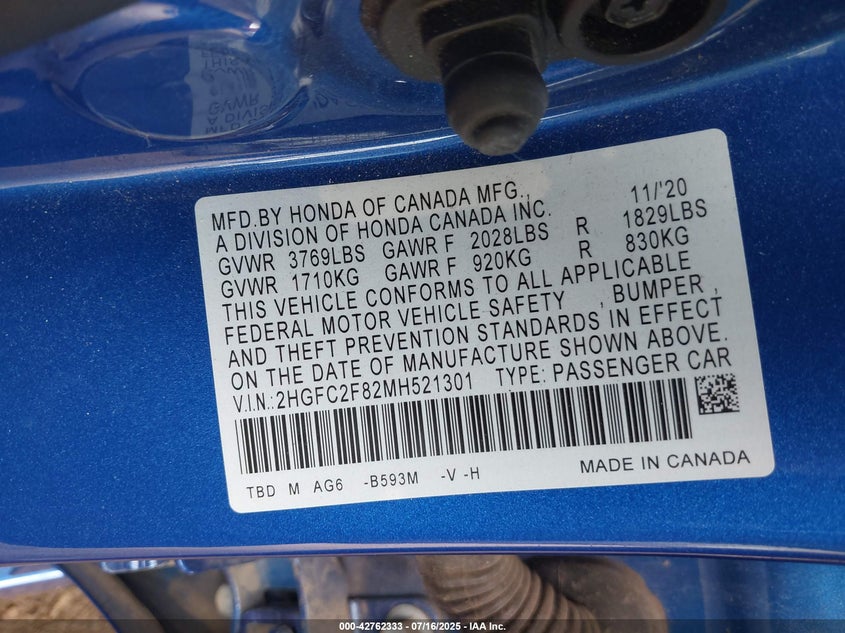 MFD.BY HONDA OF CANADA MFG., 11/'20
A DIVISION OF HONDA CANADA INC.
GVWR 3769LBS GAWR F 2028LBS R 1829LBS
GVWR 1710KG GAWR F 920KG R 830KG
THIS VEHICLE CONFORMS TO ALL APPLICABLE
FEDERAL MOTOR VEHICLE SAFETY , BUMPER ,
AND THEFT PREVENTION STANDARDS IN EFFECT
ON THE DATE OF MANUFACTURE SHOWN ABOVE.
V.I.N.:2HGFC2F82MH521301 TYPE: PASSENGER CAR
TBD M AG6 -B593M -V -H MADE IN CANADA
000-42762333 - 07/16/2025 - IAA Inc.